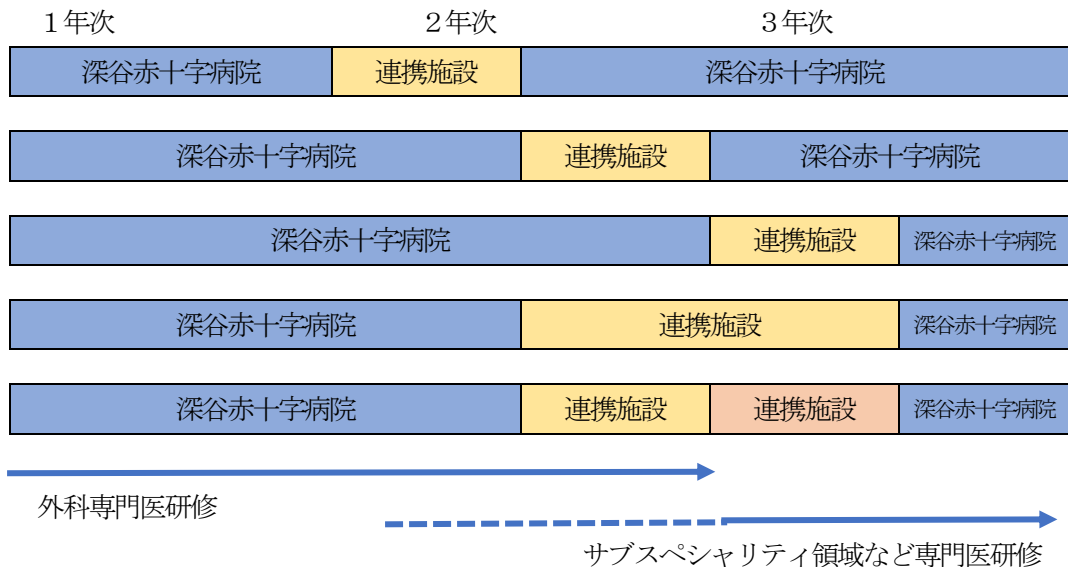 １年次 ２年次 ３年次
深谷赤十字病院 連携施設 深谷赤十字病院
深谷赤十字病院 連携施設 深谷赤十字病院
深谷赤十字病院 連携施設 深谷赤十字病院
深谷赤十字病院 連携施設 深谷赤十字病院
深谷赤十字病院 連携施設 連携施設 深谷赤十字病院
外科専門医研修
サブスペシャリティ領域など専門医研修